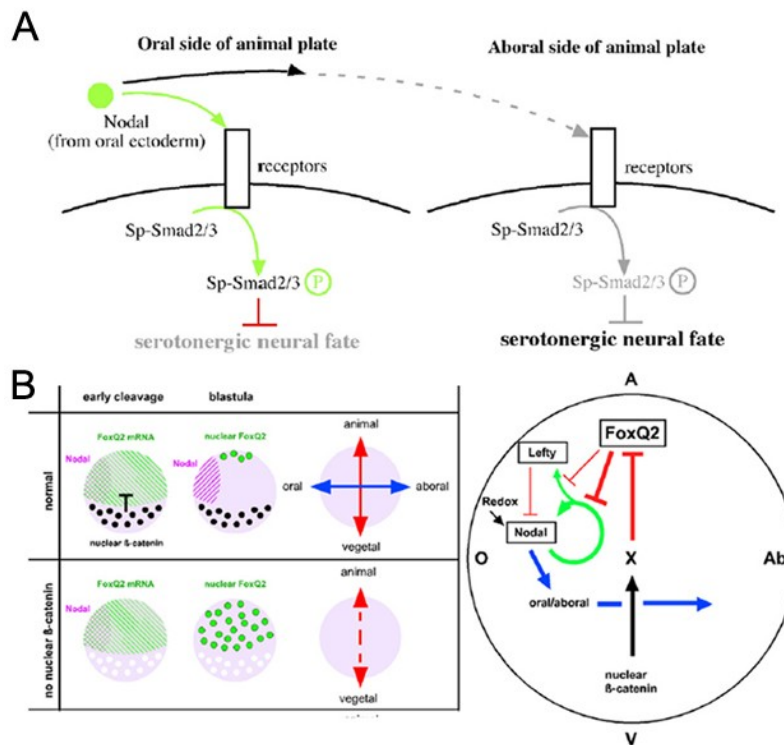 A
Oral side of animal plate
Aboral side of animal plate
Nodal
(from oral ectoderm)
receptors
receptors
Sp-Smad2/3
Sp-Smad2/3
Sp-Smad2/3 P
Sp-Smad2/3 P
serotonergic neural fate
serotonergic neural fate
B
early cleavage
blastula
normal
FoxQ2 mRNA
Nodal
nuclear ß-catenin
nuclear FoxQ2
Nodal
animal
oral
aboral
vegetal
no nuclear ß-catenin
FoxQ2 mRNA
Nodal
nuclear FoxQ2
animal
vegetal
A
FoxQ2
Lefty
Redox
Nodal
O
X
Ab
oral/aboral
nuclear
ß-catenin
V